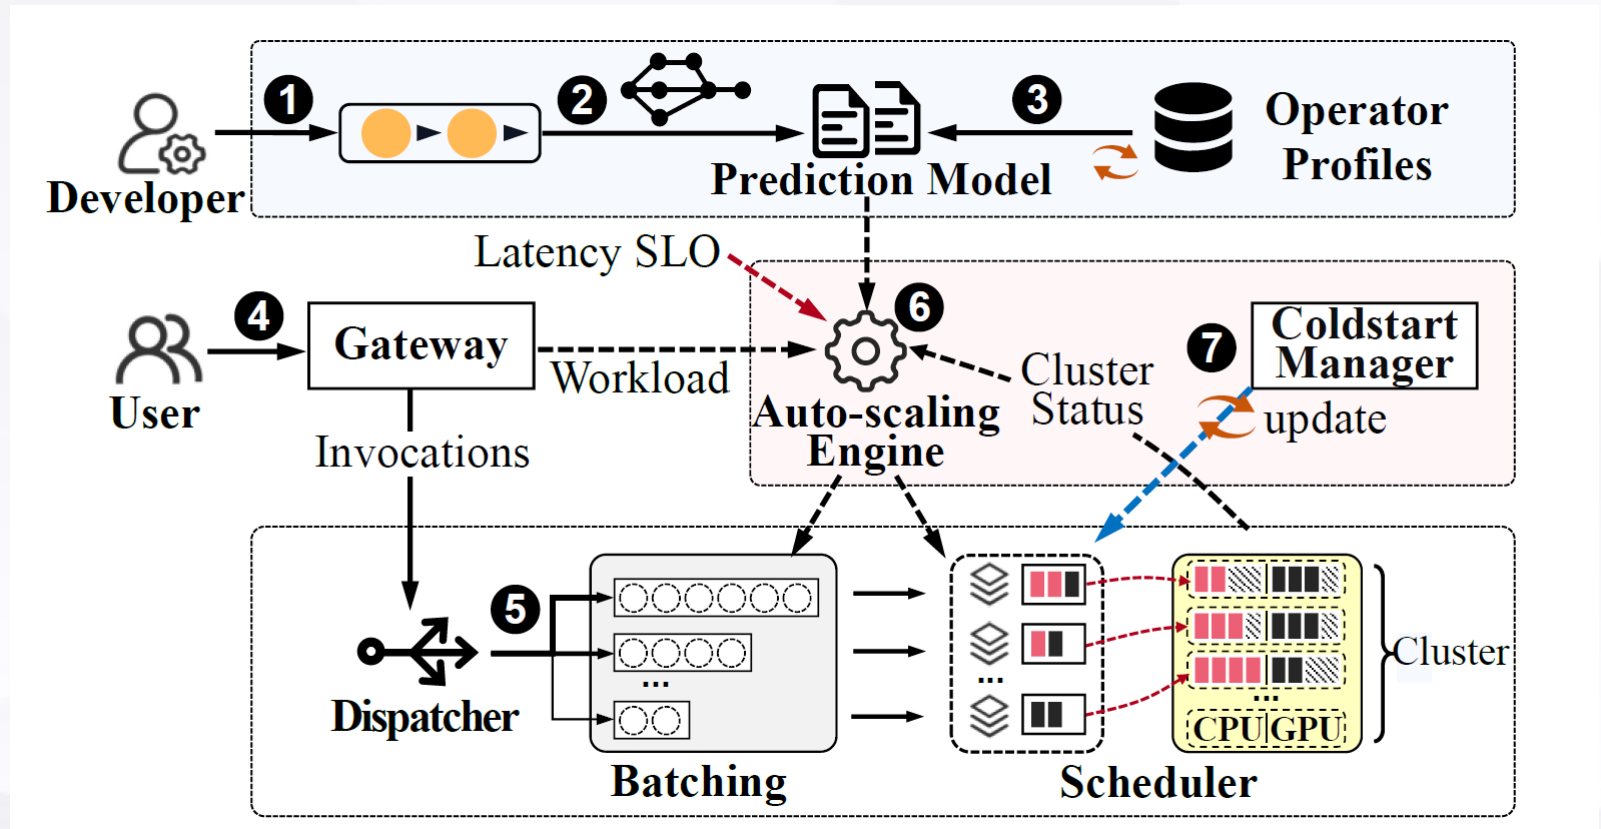 1
2
3
Operator
Profiles
Prediction Model
Developer
Latency SLO
4
Gateway
User
Workload
6
Auto-scaling
Engine
Cluster
Status
7
Coldstart
Manager
update
Invocations
5
Dispatcher
...
Batching
...
Scheduler
...
CPU|GPU
Cluster